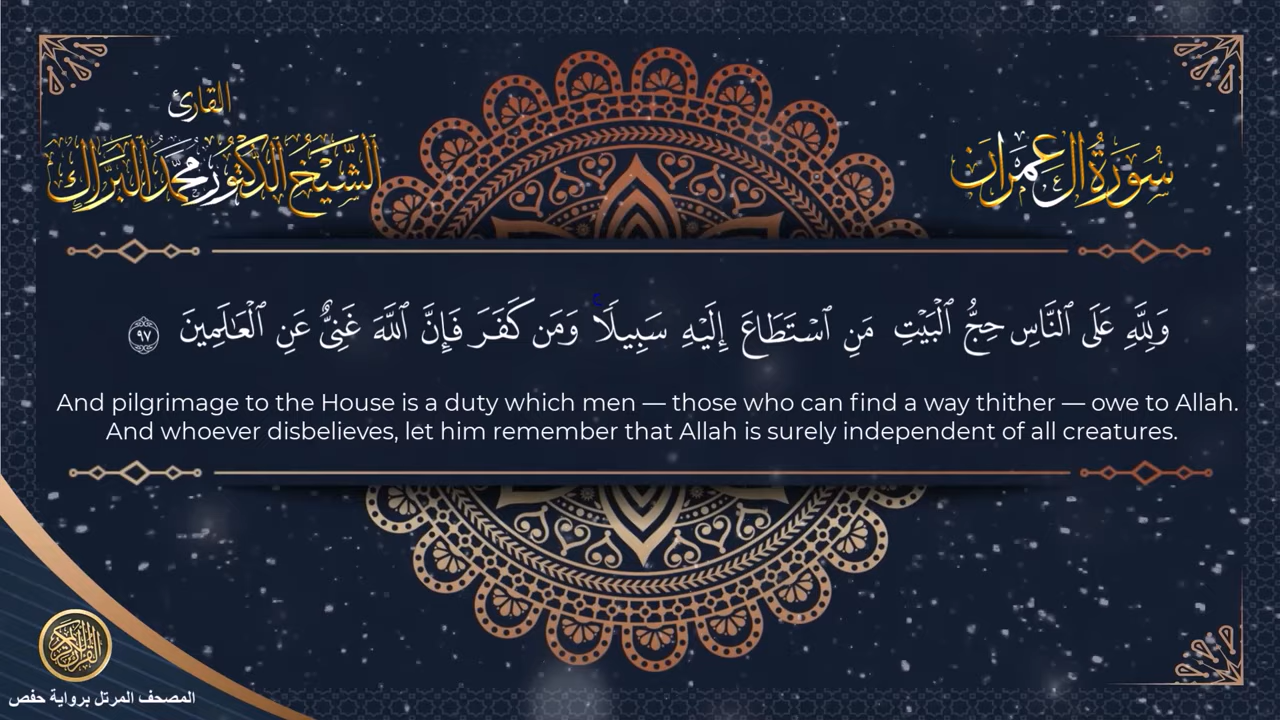 القارئ
الشيخ الدكتور محمد البراك
سورة آل عمران
وَلِلَّهِ عَلَى ٱلنَّاسِ حِجُّ ٱلْبَيْتِ مَنِ ٱسْتَطَاعَ إِلَيْهِ سَبِيلًاۚ وَمَن كَفَرَ فَإِنَّ ٱللَّهَ غَنِىٌّ عَنِ ٱلْعَـٰلَمِينَ ٩٧
And pilgrimage to the House is a duty which men — those who can find a way thither — owe to Allah.
And whoever disbelieves, let him remember that Allah is surely independent of all creatures.
القرآن الكريم
المصحف المرتل برواية حفص